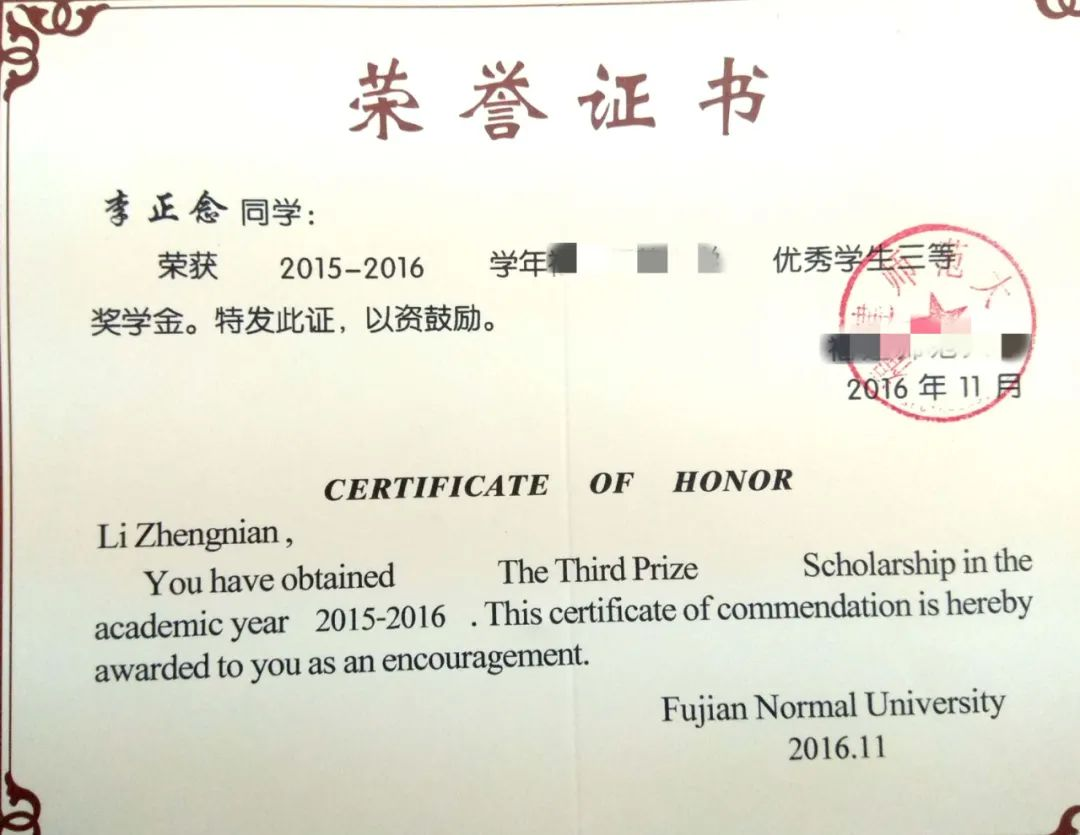 荣誉证书
李正念 同学:
荣获 2015-2016 学年 优秀学生三等
奖学金。特发此证，以资鼓励。
师范大
2016 年 11 月
CERTIFICATE OF HONOR
Li Zhengnian ,
You have obtained The Third Prize Scholarship in the
academic year 2015-2016 . This certificate of commendation is hereby
awarded to you as an encouragement.
Fujian Normal University
2016.11